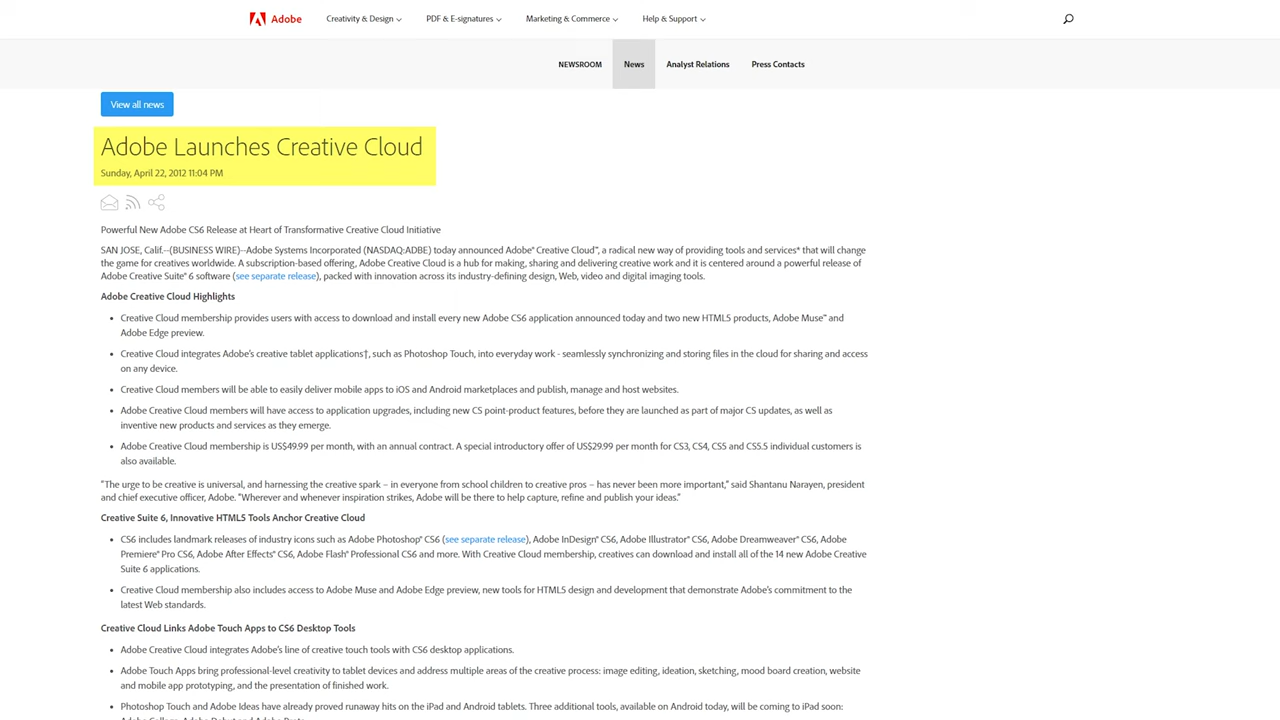 Adobe
Creativity & Design
PDF & E-signatures
Marketing & Commerce
Help & Support
NEWSROOM
News
Analyst Relations
Press Contacts
View all news
Adobe Launches Creative Cloud
Sunday, April 22, 2012 11:04 PM
Powerful New Adobe CS6 Release at Heart of Transformative Creative Cloud Initiative
SAN JOSE, Calif.--(BUSINESS WIRE)--Adobe Systems Incorporated (NASDAQ:ADBE) today announced Adobe® Creative Cloud™, a radical new way of providing tools and services* that will change
the game for creatives worldwide. A subscription-based offering, Adobe Creative Cloud is a hub for making, sharing and delivering creative work and it is centered around a powerful release of
Adobe Creative Suite® 6 software (see separate release), packed with innovation across its industry-defining design, Web, video and digital imaging tools.
Adobe Creative Cloud Highlights
• Creative Cloud membership provides users with access to download and install every new Adobe CS6 application announced today and two new HTML5 products, Adobe Muse™ and
Adobe Edge preview.
• Creative Cloud integrates Adobe's creative tablet applications†, such as Photoshop Touch, into everyday work - seamlessly synchronizing and storing files in the cloud for sharing and access
on any device.
• Creative Cloud members will be able to easily deliver mobile apps to iOS and Android marketplaces and publish, manage and host websites.
• Adobe Creative Cloud members will have access to application upgrades, including new CS point-product features, before they are launched as part of major CS updates, as well as
inventive new products and services as they emerge.
• Adobe Creative Cloud membership is US$49.99 per month, with an annual contract. A special introductory offer of US$29.99 per month for CS3, CS4, CS5 and CS5.5 individual customers is
also available.
"The urge to be creative is universal, and harnessing the creative spark – in everyone from school children to creative pros – has never been more important," said Shantanu Narayen, president
and chief executive officer, Adobe. "Wherever and whenever inspiration strikes, Adobe will be there to help capture, refine and publish your ideas."
Creative Suite 6, Innovative HTML5 Tools Anchor Creative Cloud
• CS6 includes landmark releases of industry icons such as Adobe Photoshop® CS6 (see separate release), Adobe InDesign® CS6, Adobe Illustrator® CS6, Adobe Dreamweaver® CS6, Adobe
Premiere® Pro CS6, Adobe After Effects® CS6, Adobe Flash® Professional CS6 and more. With Creative Cloud membership, creatives can download and install all of the 14 new Adobe Creative
Suite 6 applications.
• Creative Cloud membership also includes access to Adobe Muse and Adobe Edge preview, new tools for HTML5 design and development that demonstrate Adobe's commitment to the
latest Web standards.
Creative Cloud Links Adobe Touch Apps to CS6 Desktop Tools
• Adobe Creative Cloud integrates Adobe's line of creative touch tools with CS6 desktop applications.
• Adobe Touch Apps bring professional-level creativity to tablet devices and address multiple areas of the creative process: image editing, ideation, sketching, mood board creation, website
and mobile app prototyping, and the presentation of finished work.
• Photoshop Touch and Adobe Ideas have already proved runaway hits on the iPad and Android tablets. Three additional tools, available on Android today, will be coming to iPad soon: